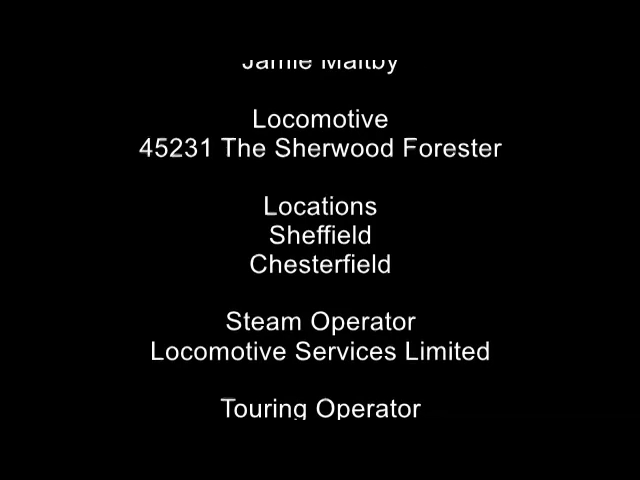 Jamie Maltby
Locomotive
45231 The Sherwood Forester
Locations
Sheffield
Chesterfield
Steam Operator
Locomotive Services Limited
Touring Operator